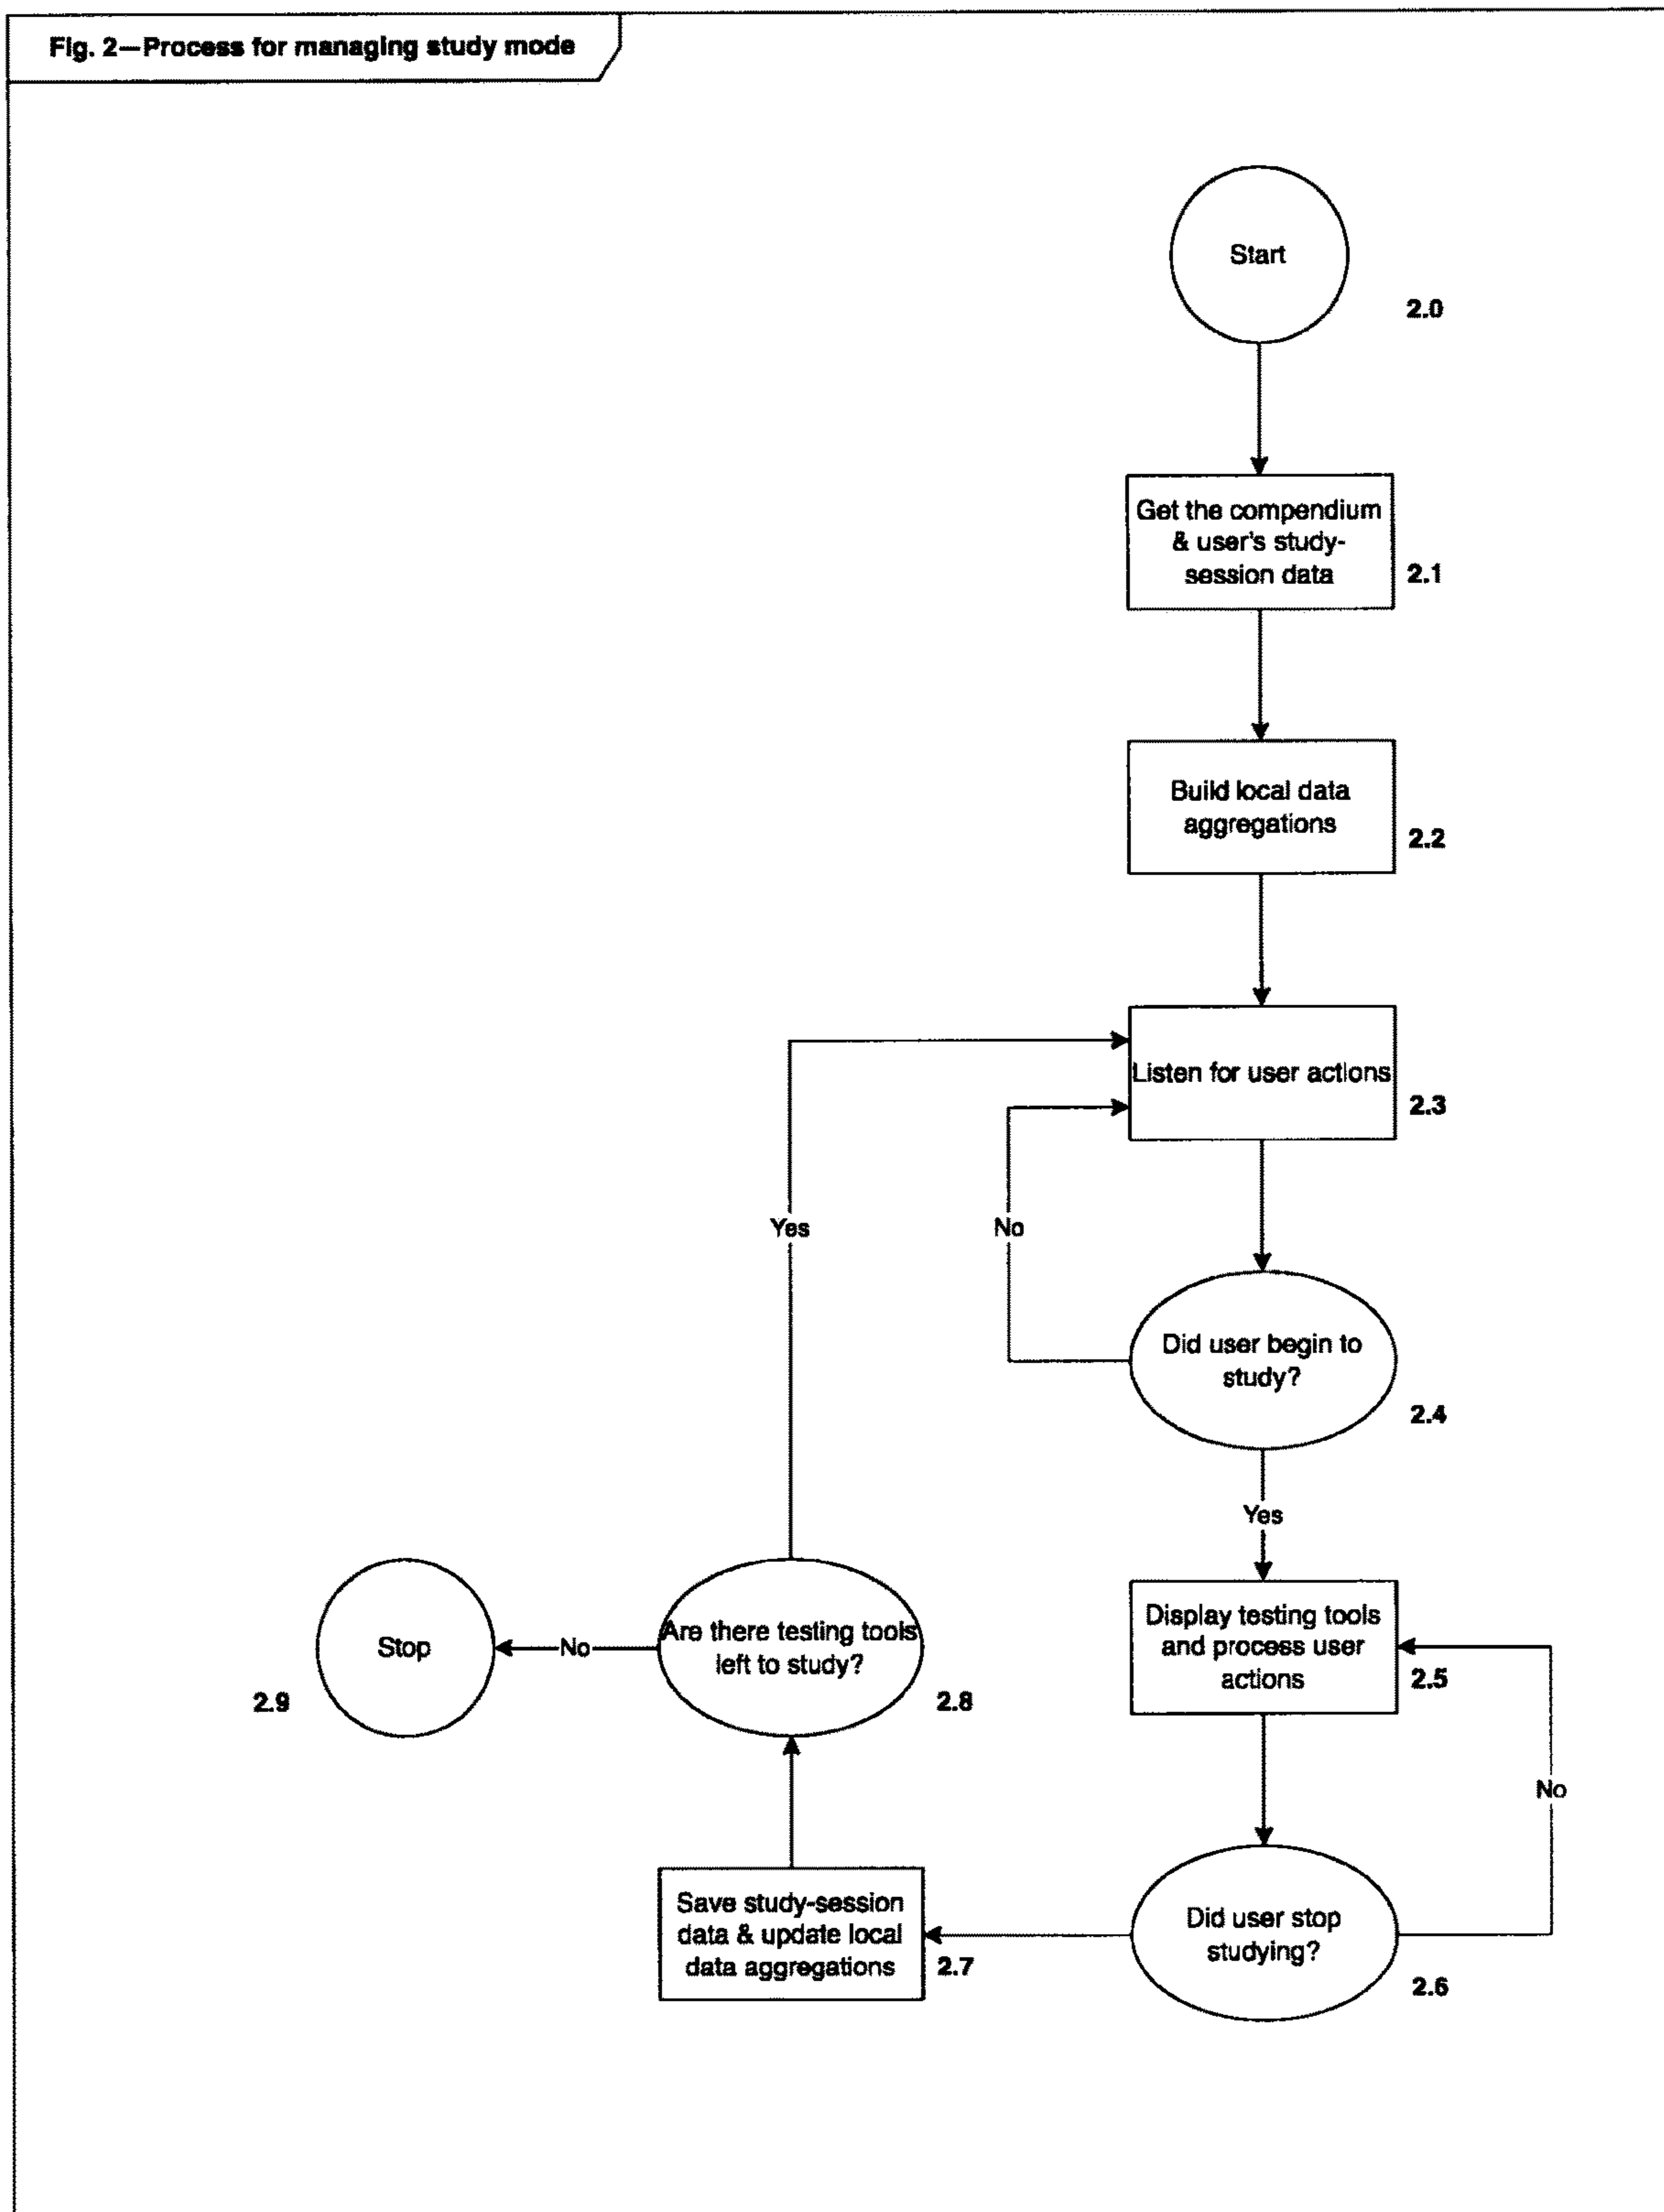 Fig. 2—Process for managing study mode
Start
2.0
Get the compendium
& user's study-
session data
2.1
Build local data
aggregations
2.2
Listen for user actions
2.3
Yes
No
Did user begin to
study?
2.4
Yes
Display testing tools
and process user
actions
2.5
Stop
No
Are there testing tools
left to study?
2.9
2.8
No
Save study-session
data & update local
data aggregations
2.7
Did user stop
studying?
2.6